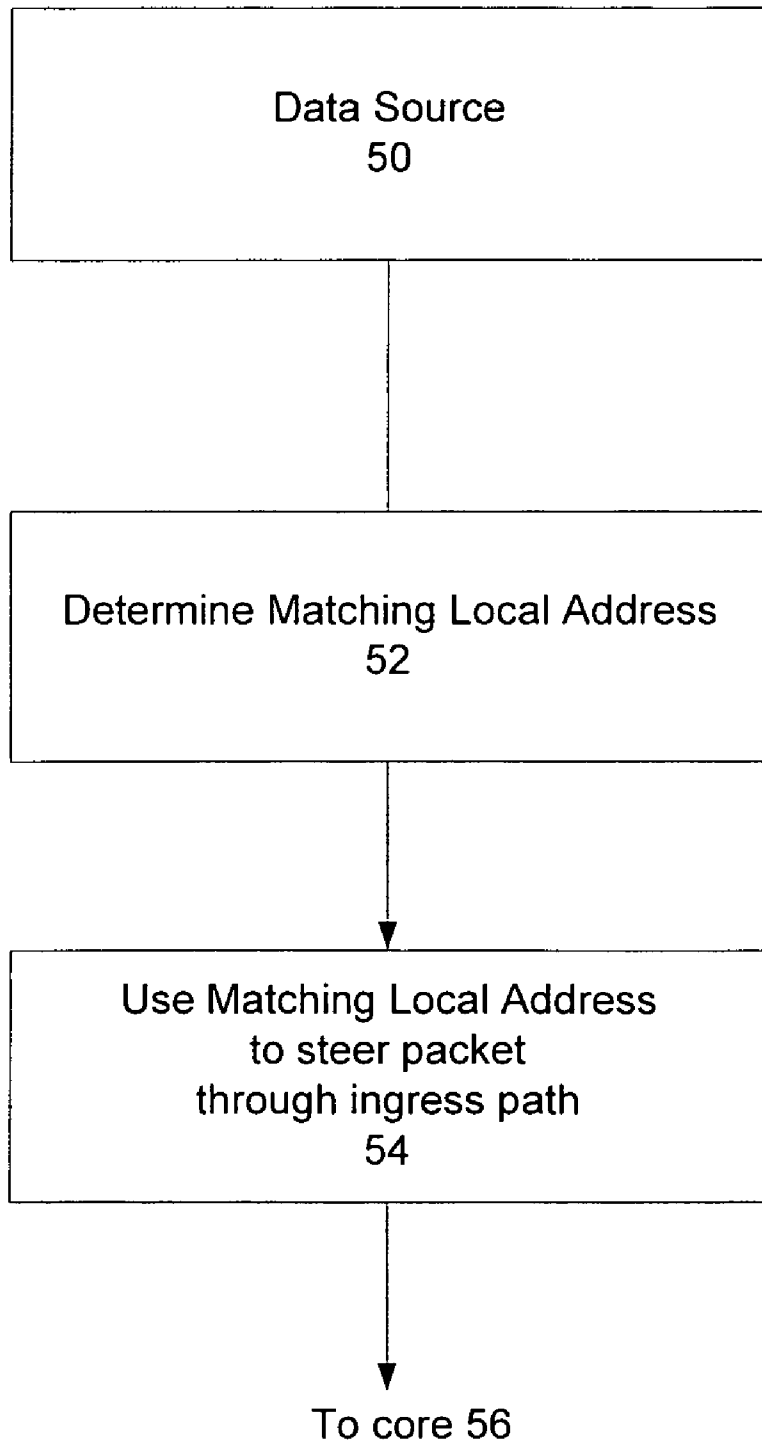 Data Source
50
Determine Matching Local Address
52
Use Matching Local Address
to steer packet
through ingress path
54
To core 56